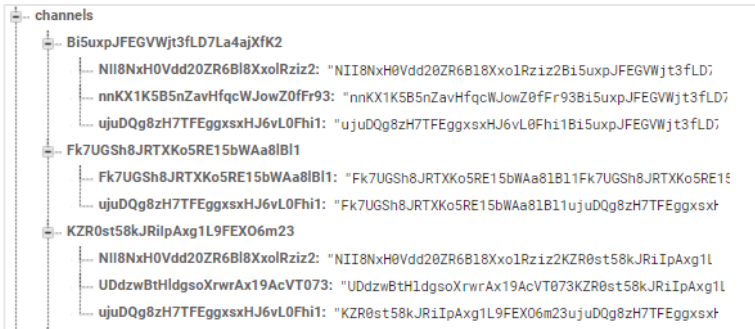 channels
Bi5uxpJFEGVWjt3fLD7La4ajXfK2
NII8NxH0Vdd20ZR6Bl8XxolRziz2: "NII8NxH0Vdd20ZR6Bl8XxolRziz2Bi5uxpJFEGVWjt3fLD7
nnKX1K5B5nZavHfqcWJowZ0fFr93: "nnKX1K5B5nZavHfqcWJowZ0fFr93Bi5uxpJFEGVWjt3fLD7
ujuDQg8zH7TFEggxsxHJ6vL0Fhi1: "ujuDQg8zH7TFEggxsxHJ6vL0Fhi1Bi5uxpJFEGVWjt3fLD7
Fk7UGSh8JRTXKo5RE15bWAa8lBl1
Fk7UGSh8JRTXKo5RE15bWAa8lBl1: "Fk7UGSh8JRTXKo5RE15bWAa8lBl1Fk7UGSh8JRTXKo5RE15
ujuDQg8zH7TFEggxsxHJ6vL0Fhi1: "Fk7UGSh8JRTXKo5RE15bWAa8lBl1ujuDQg8zH7TFEggxsxH
KZR0st58kJRiIpAxg1L9FEXO6m23
NII8NxH0Vdd20ZR6Bl8XxolRziz2: "NII8NxH0Vdd20ZR6Bl8XxolRziz2KZR0st58kJRiIpAxg1L
UDdzwBtHldgsoXrwrAx19AcVT073: "UDdzwBtHldgsoXrwrAx19AcVT073KZR0st58kJRiIpAxg1L
ujuDQg8zH7TFEggxsxHJ6vL0Fhi1: "KZR0st58kJRiIpAxg1L9FEXO6m23ujuDQg8zH7TFEggxsxH